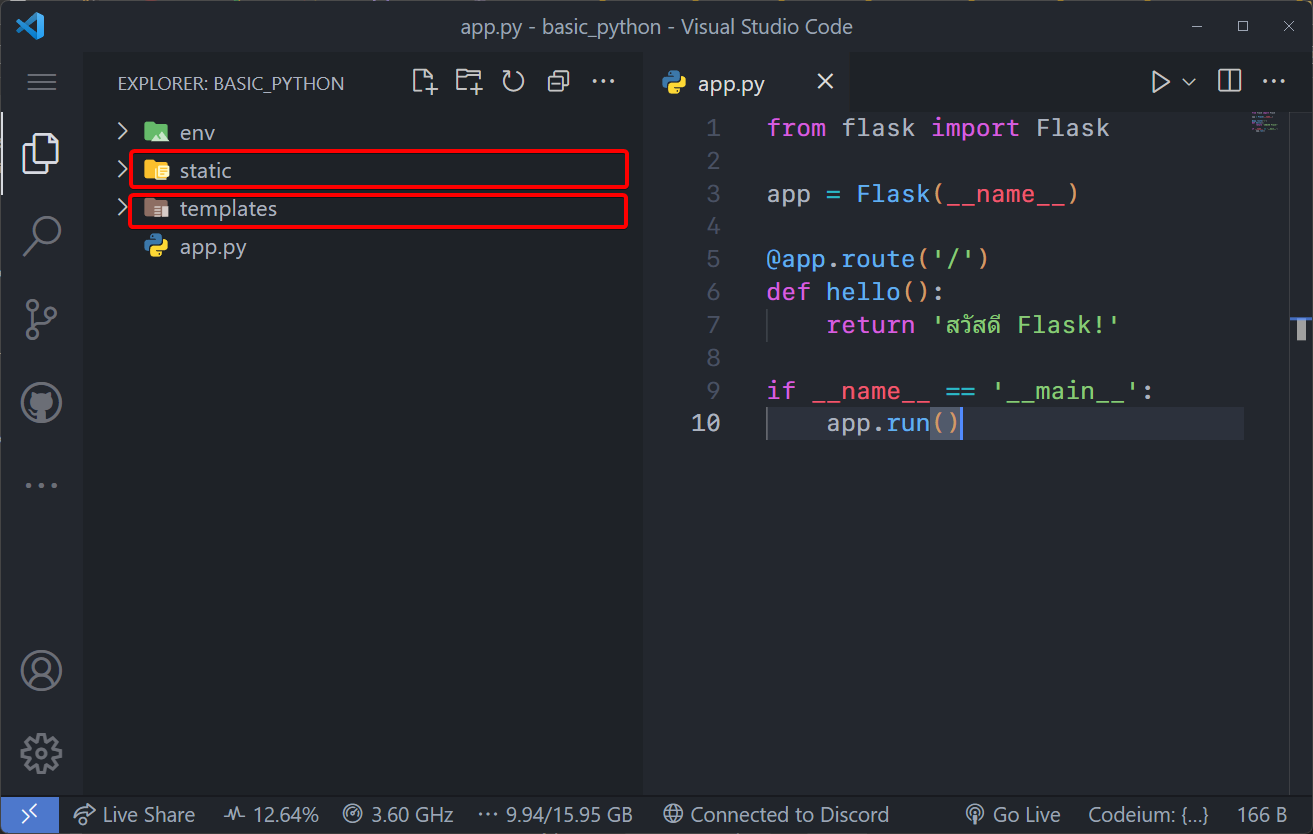 app.py - basic_python - Visual Studio Code
EXPLORER: BASIC_PYTHON
env
static
templates
app.py
app.py
1 from flask import Flask
2
3 app = Flask(__name__)
4
5 @app.route('/')
6 def hello():
7 return 'สวัสดี Flask!'
8
9 if __name__ == '__main__':
10 app.run()
Live Share 12.64% 3.60 GHz ··· 9.94/15.95 GB Connected to Discord Go Live Codeium: {...} 166 B